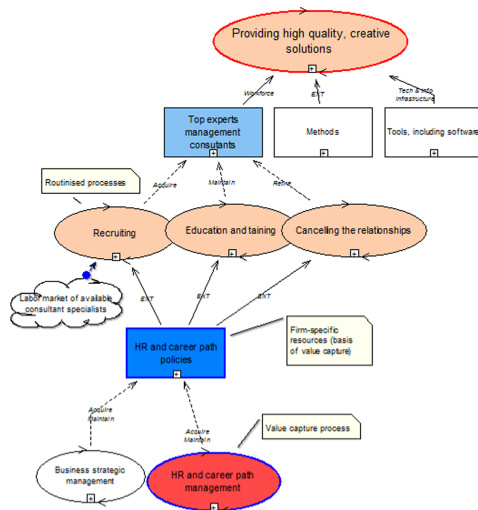 Providing high quality, creative
solutions
Workforce
EXT
Tech & info
infrastructure
Top experts
management
consutants
Methods
Tools, including software
Routinised processes
Acquire
Maintain
Retire
Recruiting
Education and taining
Cancelling the relationships
Labor market of available
consultant specialists
EXT
EXT
EXT
HR and career path
policies
Firm-specific
resources (basis
of value capture)
Acquire
Maintain
Acquire
Maintain
Value capture process
Business strategic
management
HR and career path
management